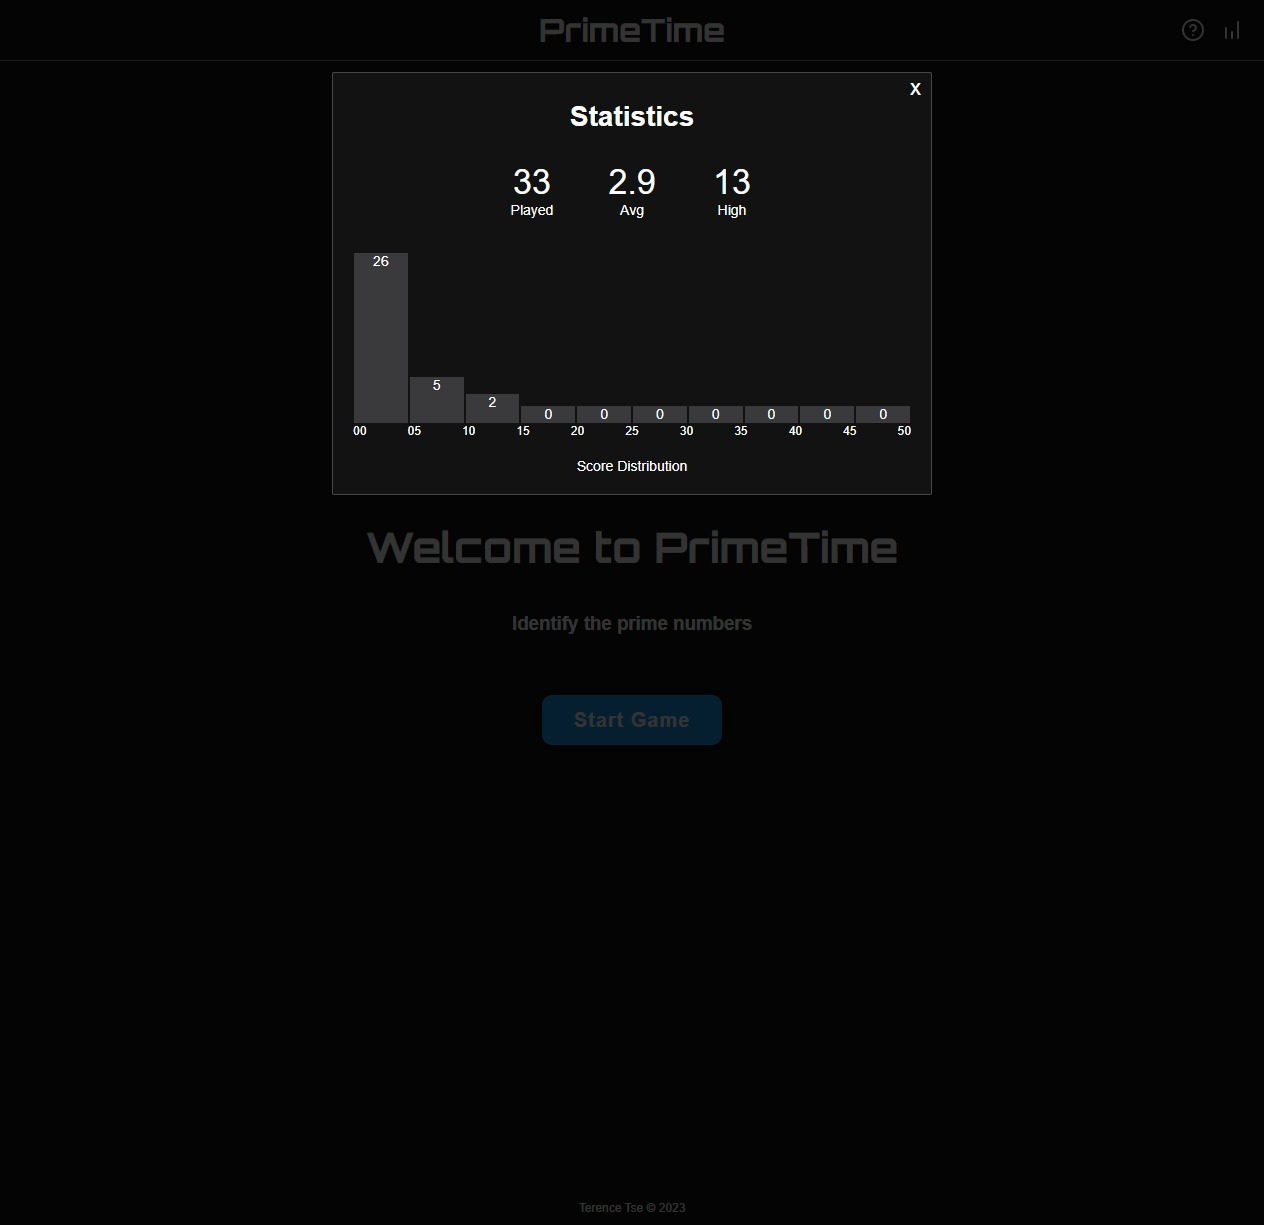 PrimeTime
X
Statistics
33 2.9 13
Played Avg High
26
5
2
0 0 0 0 0 0 0
00 05 10 15 20 25 30 35 40 45 50
Score Distribution
Welcome to PrimeTime
Identify the prime numbers
Start Game
Terence Tse © 2023